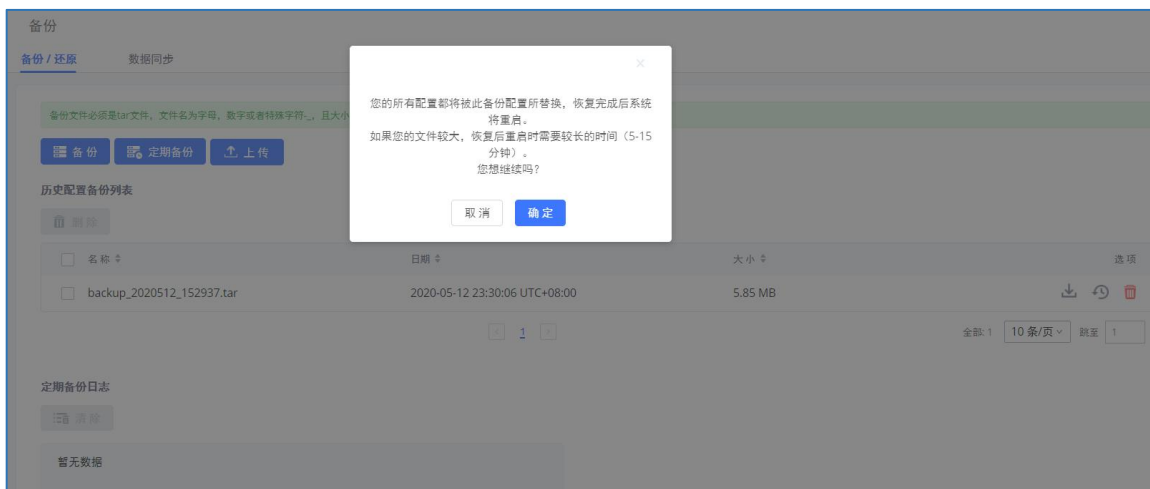 备份
备份 / 还原 数据同步
备份文件必须是tar文件，文件名为字母，数字或者特殊字符-_，且大小
您的所有配置都将被此备份配置所替换，恢复完成后系统
将重启。
如果您的文件较大，恢复后重启时需要较长的时间（5-15
分钟）。
您想继续吗？
取消 确定
备份 定期备份 上传
历史配置备份列表
删除
名称 日期 大小 选项
backup_2020512_152937.tar 2020-05-12 23:30:06 UTC+08:00 5.85 MB
1 全部: 1 10 条/页 跳至 1
定期备份日志
清除
暂无数据